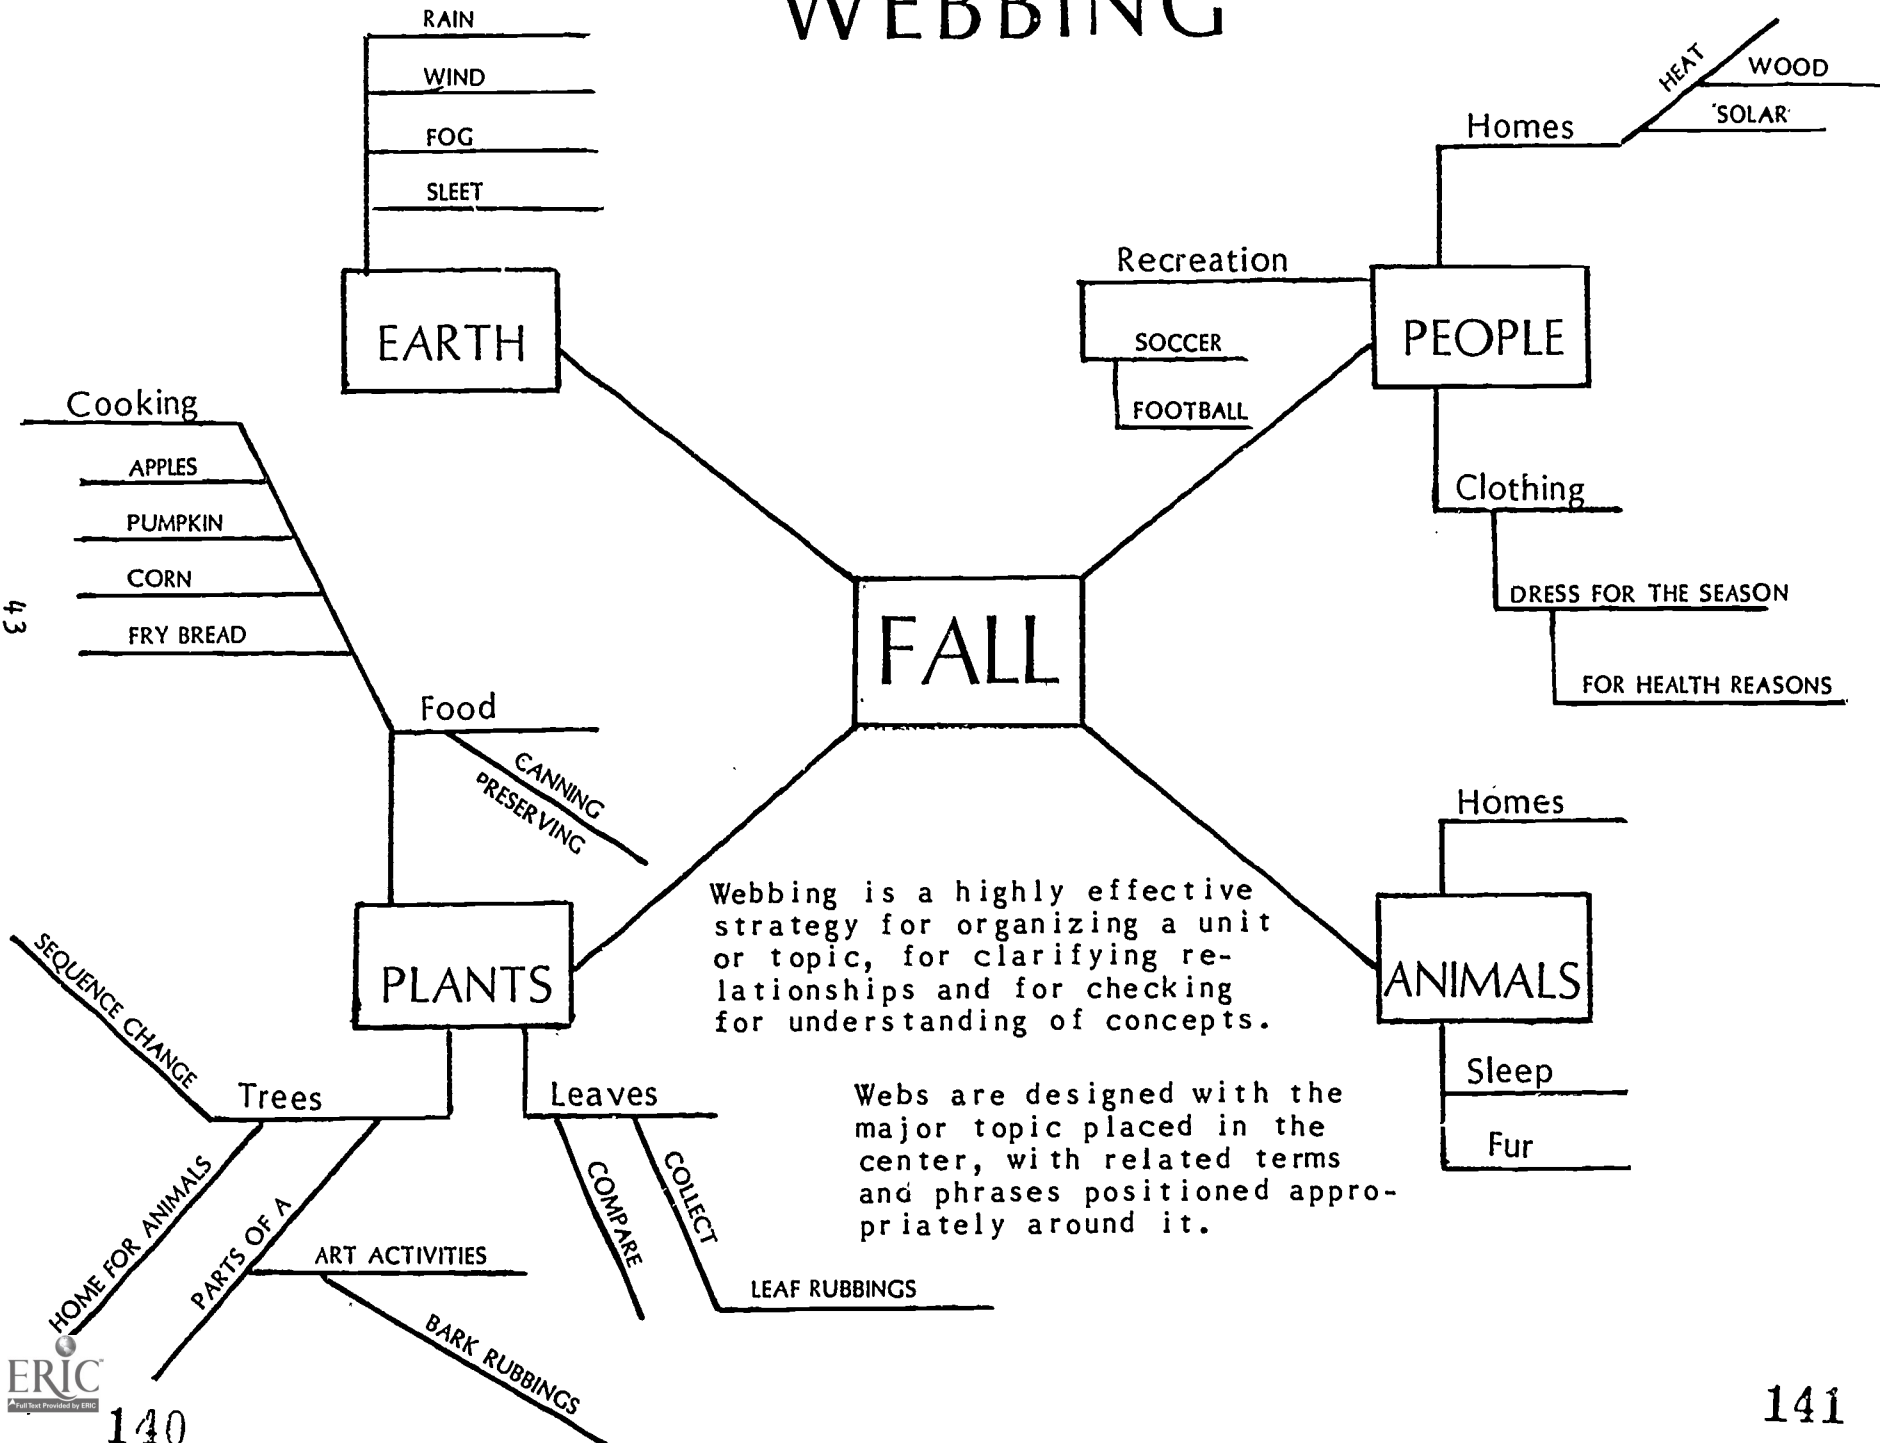 WEBBING
RAIN
WIND
FOG
SLEET
EARTH
HEAT
WOOD
SOLAR
Homes
Recreation
SOCCER
FOOTBALL
PEOPLE
Clothing
DRESS FOR THE SEASON
FOR HEALTH REASONS
Cooking
APPLES
PUMPKIN
CORN
FRY BREAD
Food
CANNING
PRESERVING
43
FALL
Homes
ANIMALS
Sleep
Fur
PLANTS
SEQUENCE CHANGE
Trees
HOME FOR ANIMALS
PARTS OF A
ART ACTIVITIES
BARK RUBBINGS
Leaves
COMPARE
COLLECT
LEAF RUBBINGS
Webbing is a highly effective
strategy for organizing a unit
or topic, for clarifying re-
lationships and for checking
for understanding of concepts.
Webs are designed with the
major topic placed in the
center, with related terms
and phrases positioned appro-
priately around it.
ERIC
Full Text Provided by ERIC
140
141